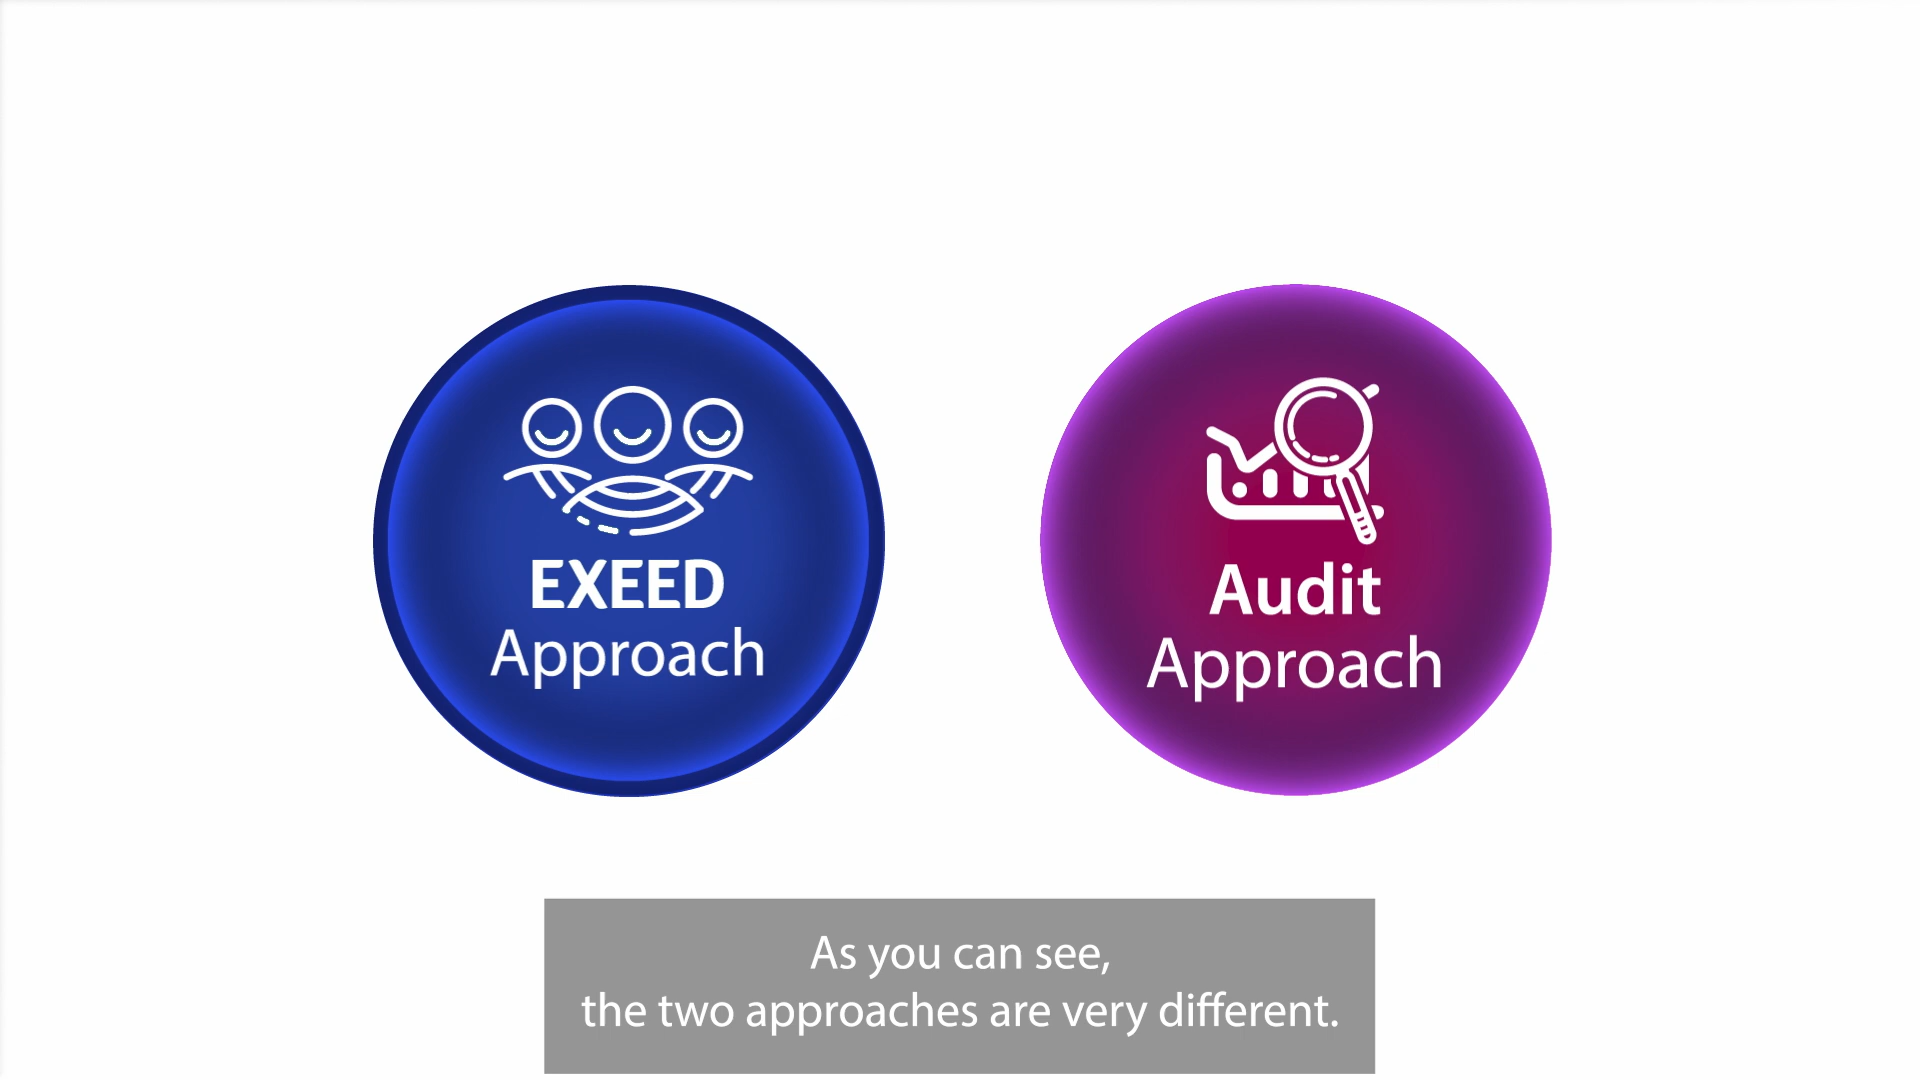 EXEED
Approach
Audit
Approach
As you can see,
the two approaches are very different.